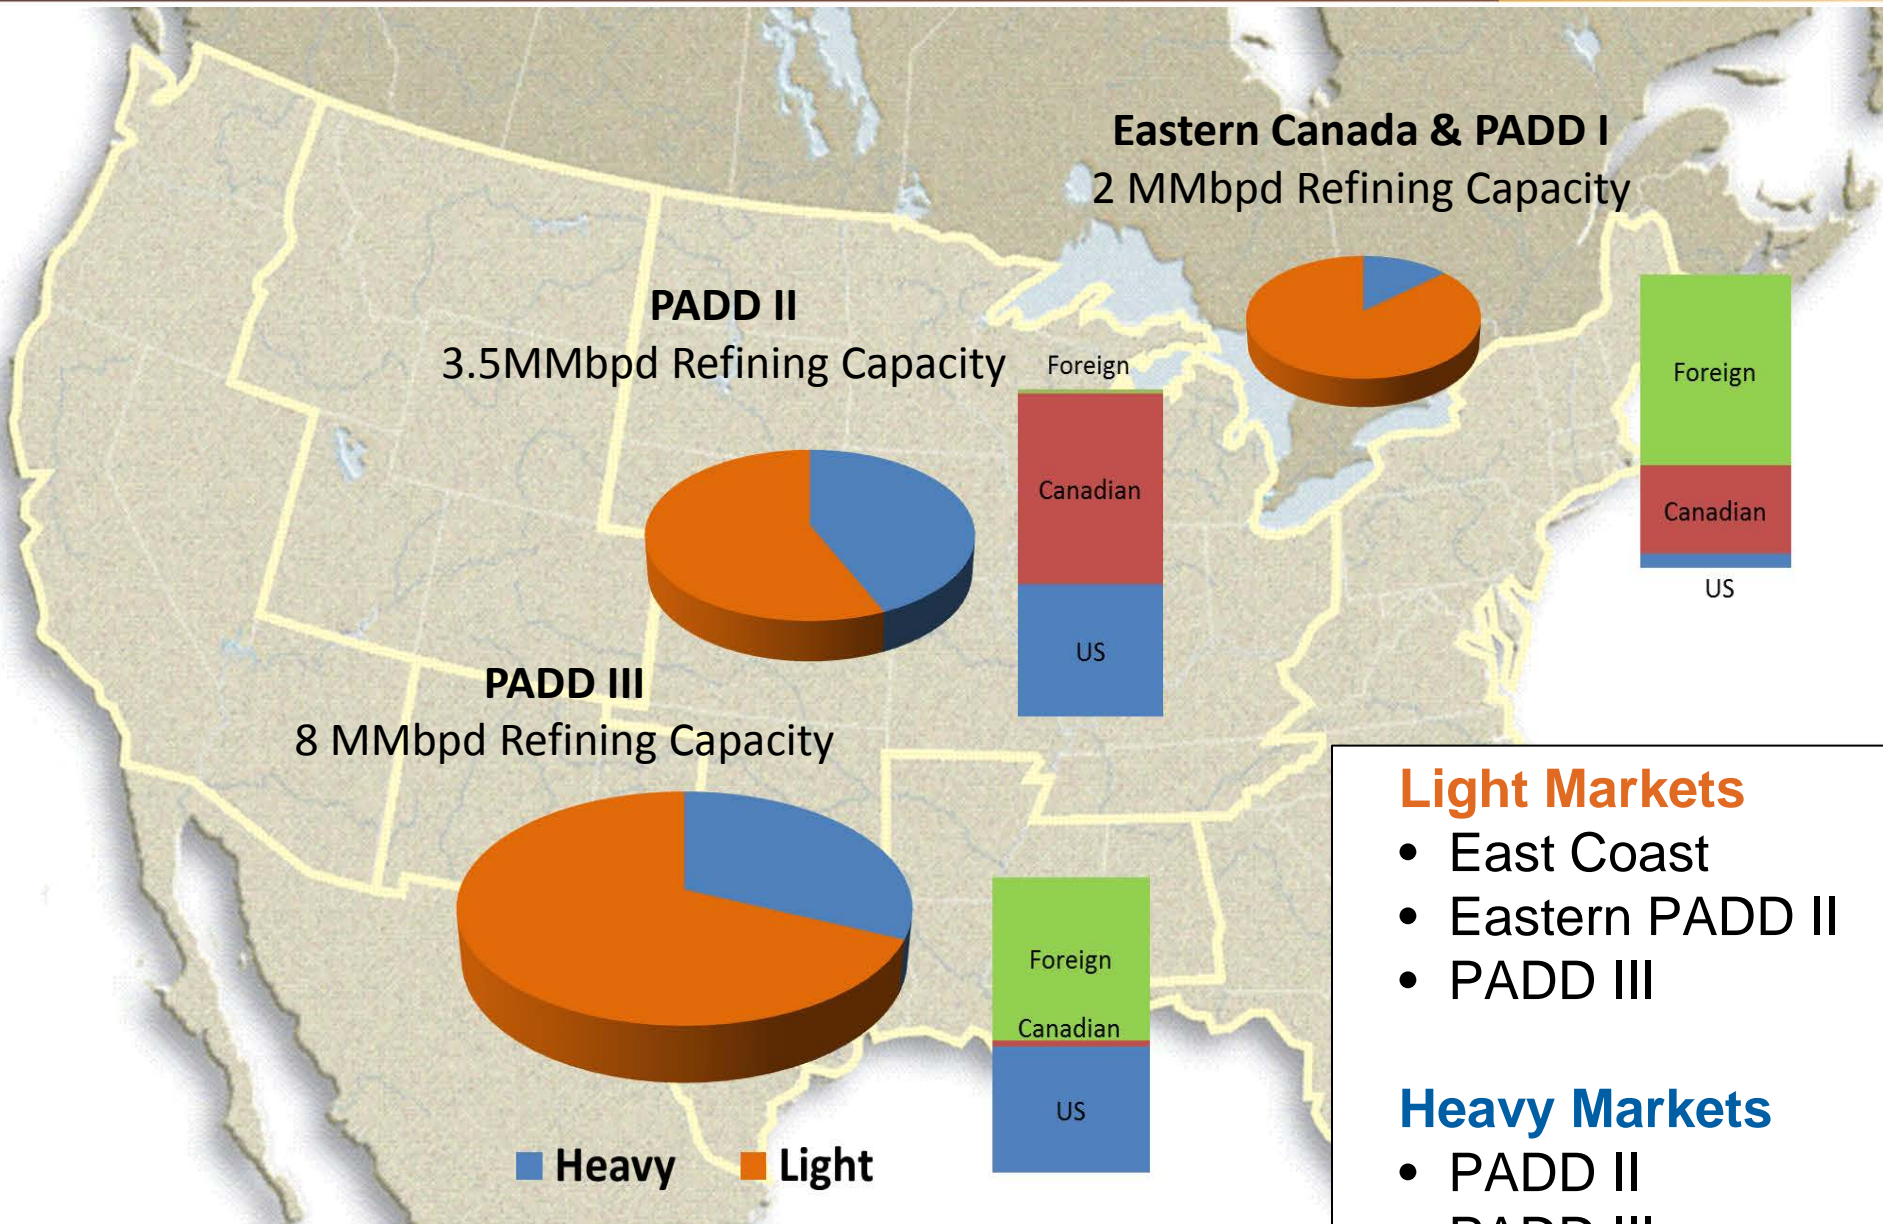 Eastern Canada & PADD I
2 MMbpd Refining Capacity
PADD II
3.5MMbpd Refining Capacity
Foreign
Canadian
US
Foreign
Canadian
US
PADD III
8 MMbpd Refining Capacity
Foreign
Canadian
US
Heavy
Light
Light Markets
• East Coast
• Eastern PADD II
• PADD III
Heavy Markets
• PADD II
• PADD III